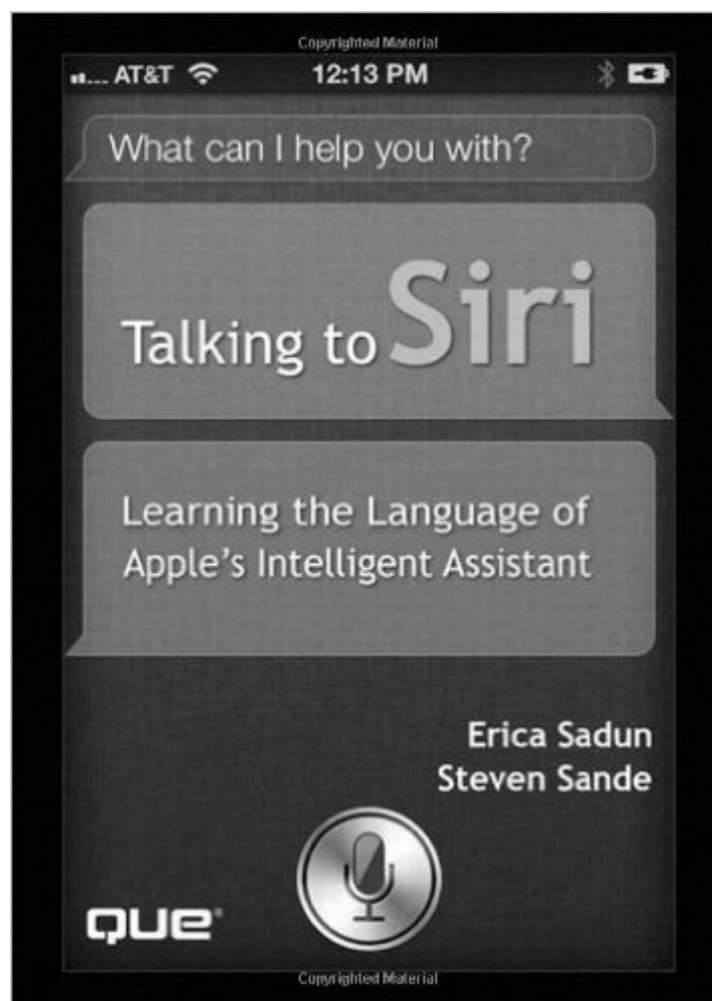 Copyrighted Material
AT&T 12:13 PM
What can I help you with?
Talking to Siri
Learning the Language of
Apple's Intelligent Assistant
Erica Sadun
Steven Sande
QUE®
Copyrighted Material